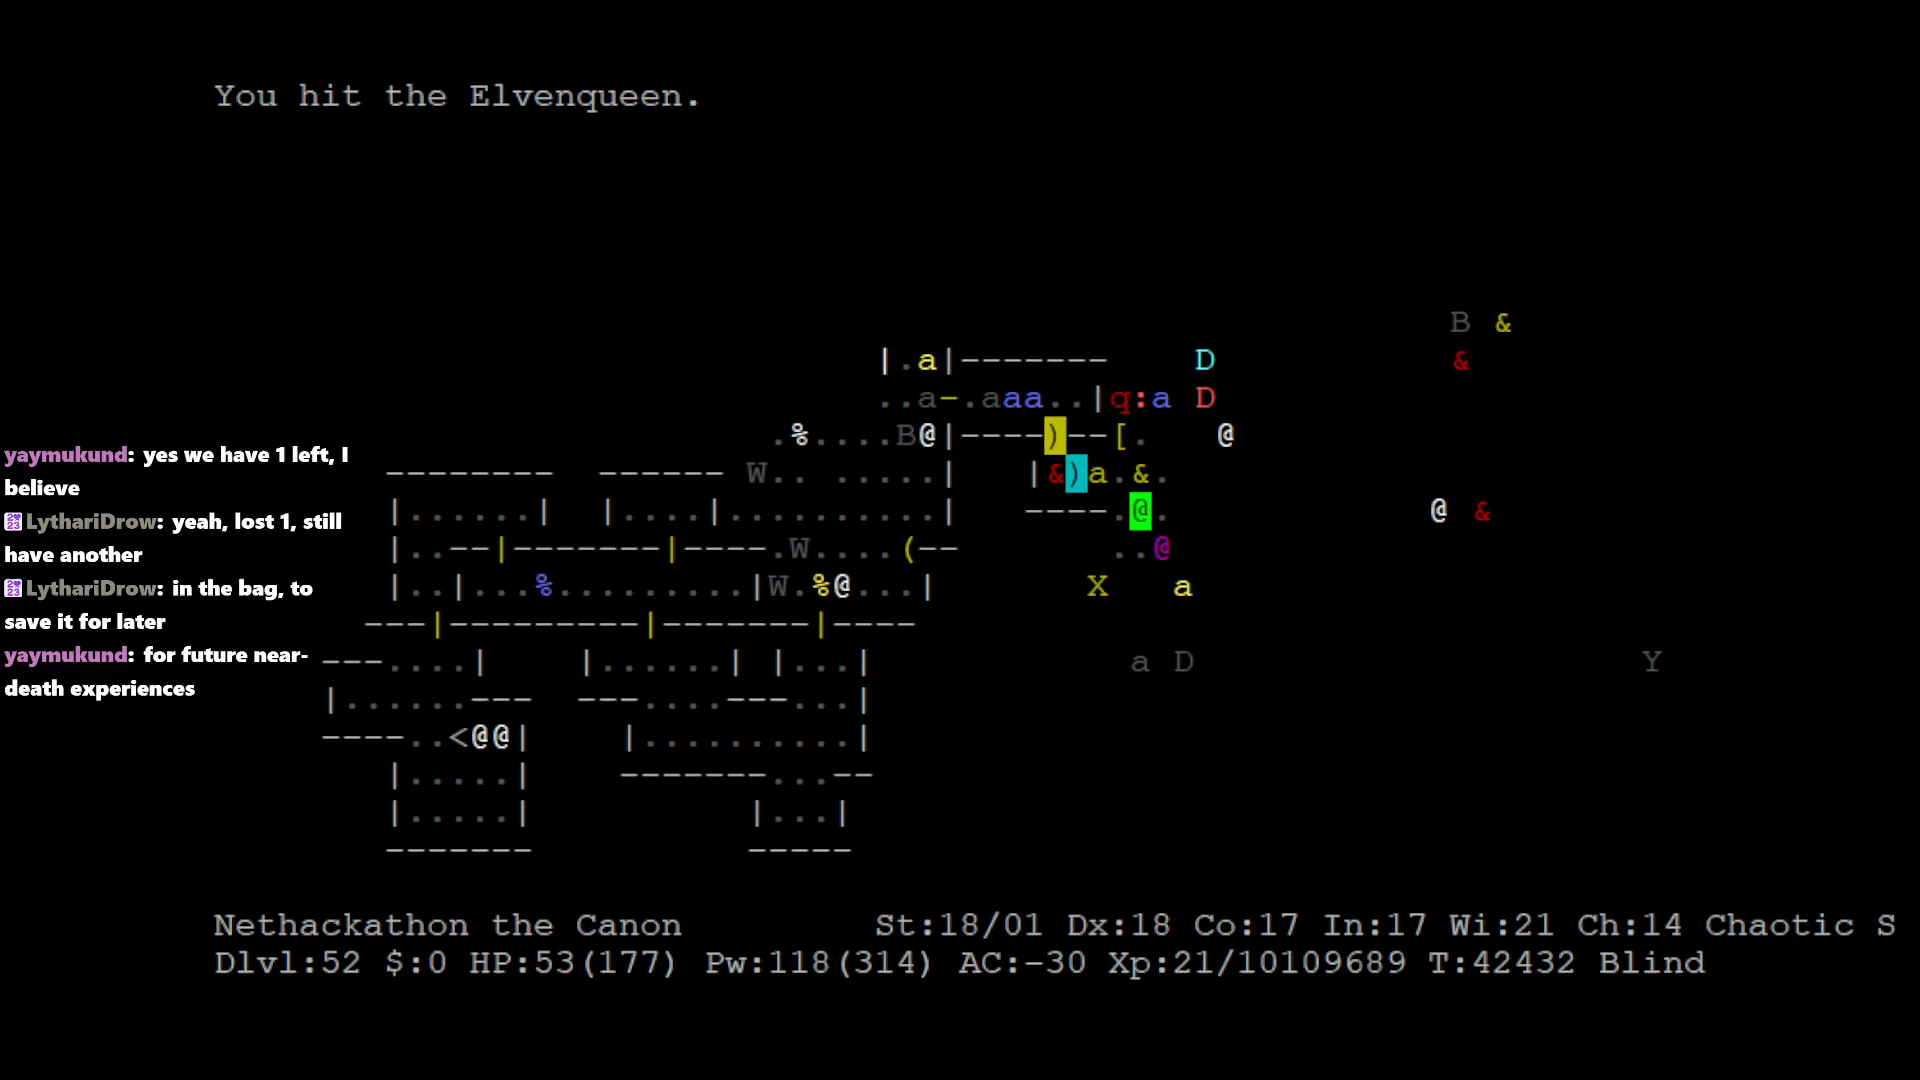 You hit the Elvenqueen.
B &
|.a|------- D &
..a-.aaa..|q:a D
.%....B@|----)--[. @
yaymukund: yes we have 1 left, I
believe
-------- ------ W.. .....| |&)a.&.
LythariDrow: yeah, lost 1, still
have another
|......| |....|..........| ----.@. @ &
|..--|-------|----.W....(-- ..@
LythariDrow: in the bag, to
save it for later
|..|...%.........|W.%@...| X a
---|---------|-------|----
yaymukund: for future near-
death experiences
---....| |......| |...| a D Y
|......--- ---....---...|
----..<@@| |..........|
|.....| -------...--
|.....| |...|
------- -----
Nethackathon the Canon St:18/01 Dx:18 Co:17 In:17 Wi:21 Ch:14 Chaotic S
Dlvl:52 $:0 HP:53(177) Pw:118(314) AC:-30 Xp:21/10109689 T:42432 Blind